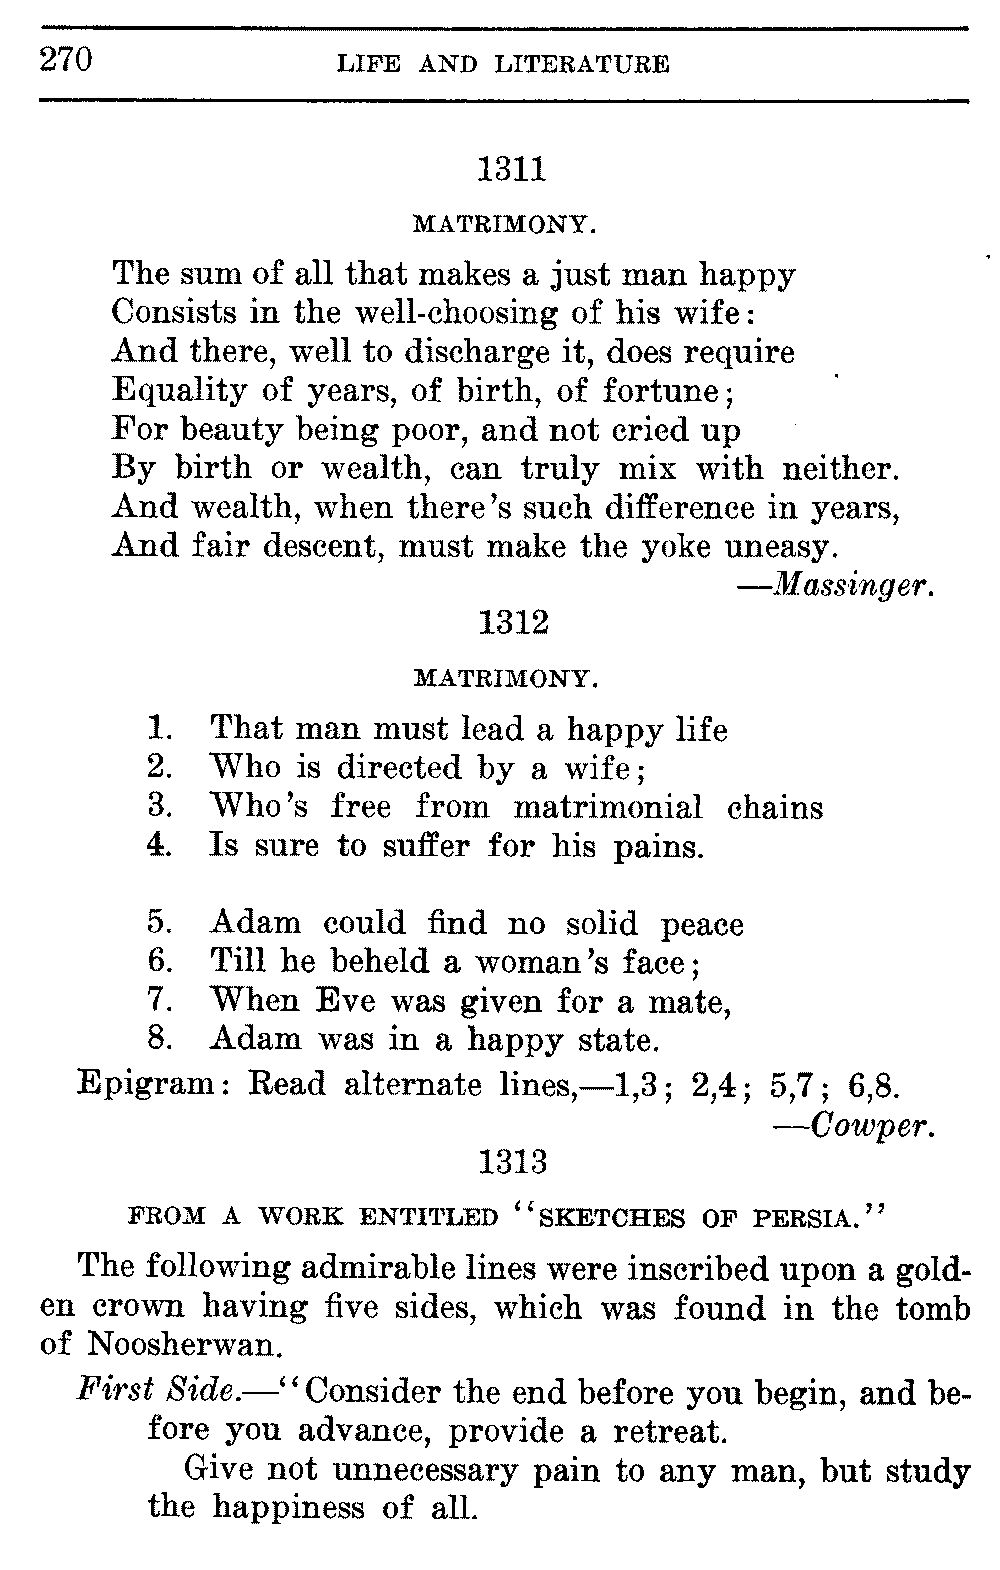 270 LIFE AND LITERATURE
1311
MATRIMONY.
The sum of all that makes a just man happy
Consists in the well-choosing of his wife:
And there, well to discharge it, does require
Equality of years, of birth, of fortune;
For beauty being poor, and not cried up
By birth or wealth, can truly mix with neither.
And wealth, when there's such difference in years,
And fair descent, must make the yoke uneasy.
—Massinger.
1312
MATRIMONY.
1. That man must lead a happy life
2. Who is directed by a wife;
3. Who's free from matrimonial chains
4. Is sure to suffer for his pains.
5. Adam could find no solid peace
6. Till he beheld a woman's face;
7. When Eve was given for a mate,
8. Adam was in a happy state.
Epigram: Read alternate lines,—1,3; 2,4; 5,7; 6,8.
—Cowper.
1313
FROM A WORK ENTITLED "SKETCHES OF PERSIA."
The following admirable lines were inscribed upon a gold-
en crown having five sides, which was found in the tomb
of Noosherwan.
First Side.—"Consider the end before you begin, and be-
fore you advance, provide a retreat.
Give not unnecessary pain to any man, but study
the happiness of all.